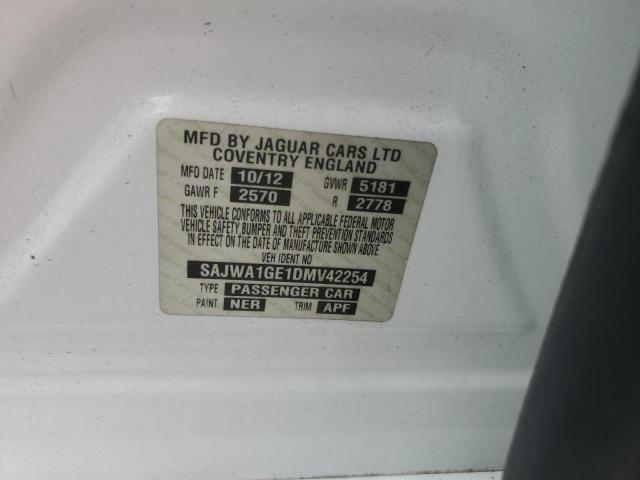 MFD BY JAGUAR CARS LTD
COVENTRY ENGLAND
MFD DATE 10/12 GVWR 5181
GAWR F 2570 R 2778
THIS VEHICLE CONFORMS TO ALL APPLICABLE FEDERAL MOTOR
VEHICLE SAFETY BUMPER AND THEFT PREVENTION STANDARDS
IN EFFECT ON THE DATE OF MANUFACTURE SHOWN ABOVE.
VEH IDENT NO
SAJWA1GE1DMV42254
TYPE PASSENGER CAR
PAINT NER TRIM APF